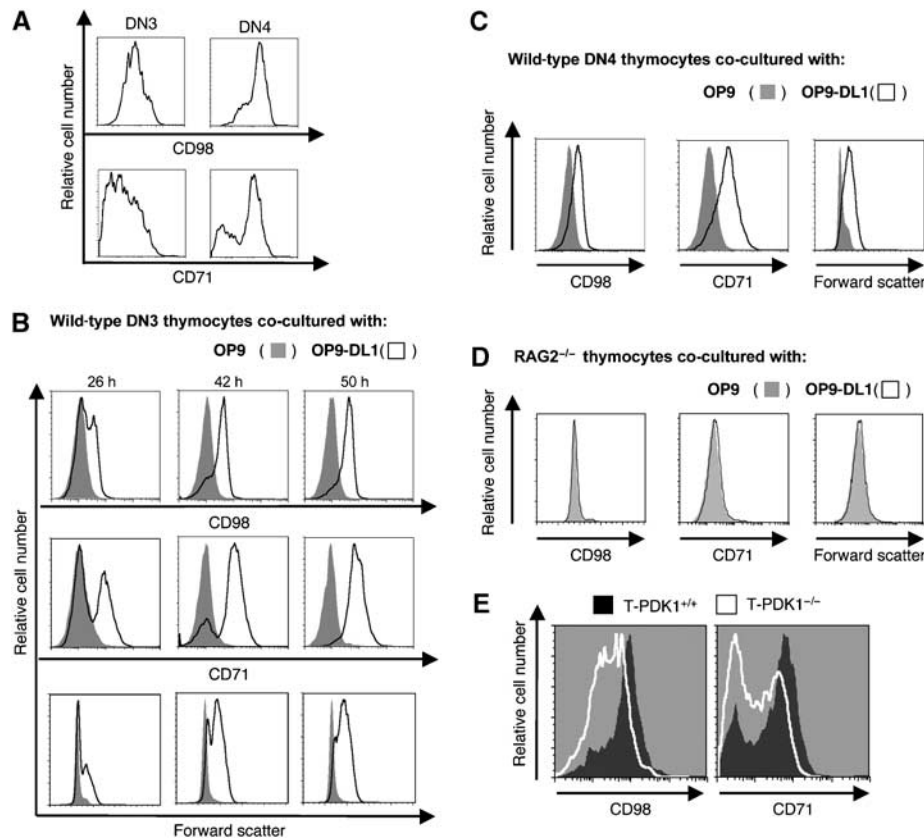 A
DN3
DN4
Relative cell number
CD98
CD71
B Wild-type DN3 thymocytes co-cultured with:
OP9 ( ) OP9-DL1( )
26 h
42 h
50 h
Relative cell number
CD98
CD71
Forward scatter
C
Wild-type DN4 thymocytes co-cultured with:
OP9 ( ) OP9-DL1( )
Relative cell number
CD98
CD71
Forward scatter
D RAG2–/– thymocytes co-cultured with:
OP9 ( ) OP9-DL1( )
Relative cell number
CD98
CD71
Forward scatter
E
T-PDK1+/+
T-PDK1–/–
Relative cell number
CD98
CD71